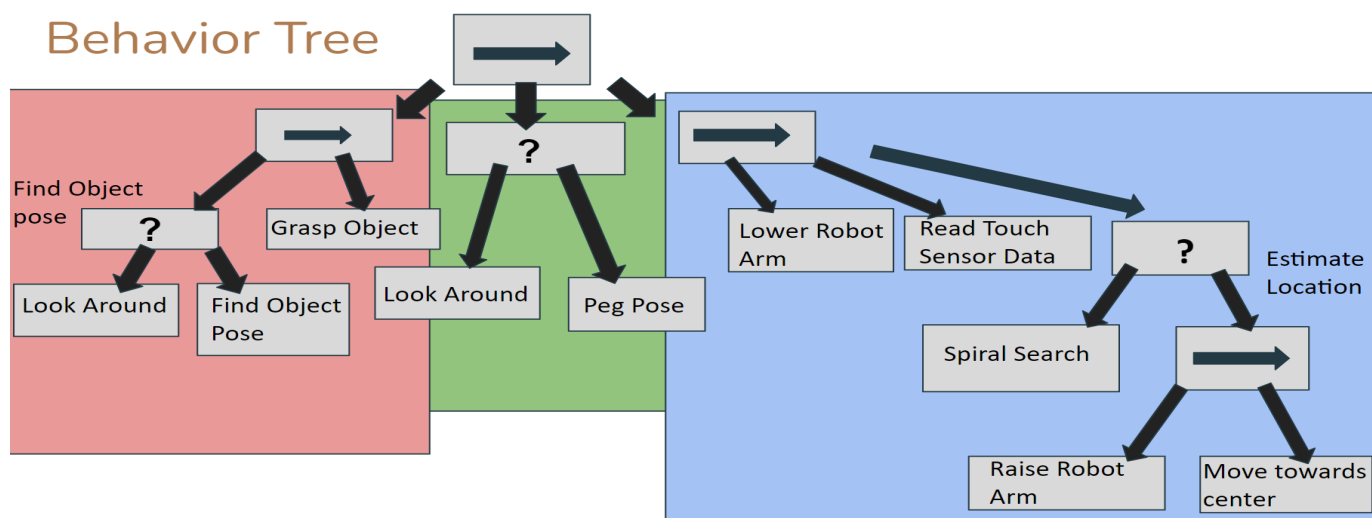 Behavior Tree
?
Find Object
pose
?
Grasp Object
Look Around
Find Object
Pose
Look Around
Peg Pose
Lower Robot
Arm
Read Touch
Sensor Data
?
Estimate
Location
Spiral Search
Raise Robot
Arm
Move towards
center